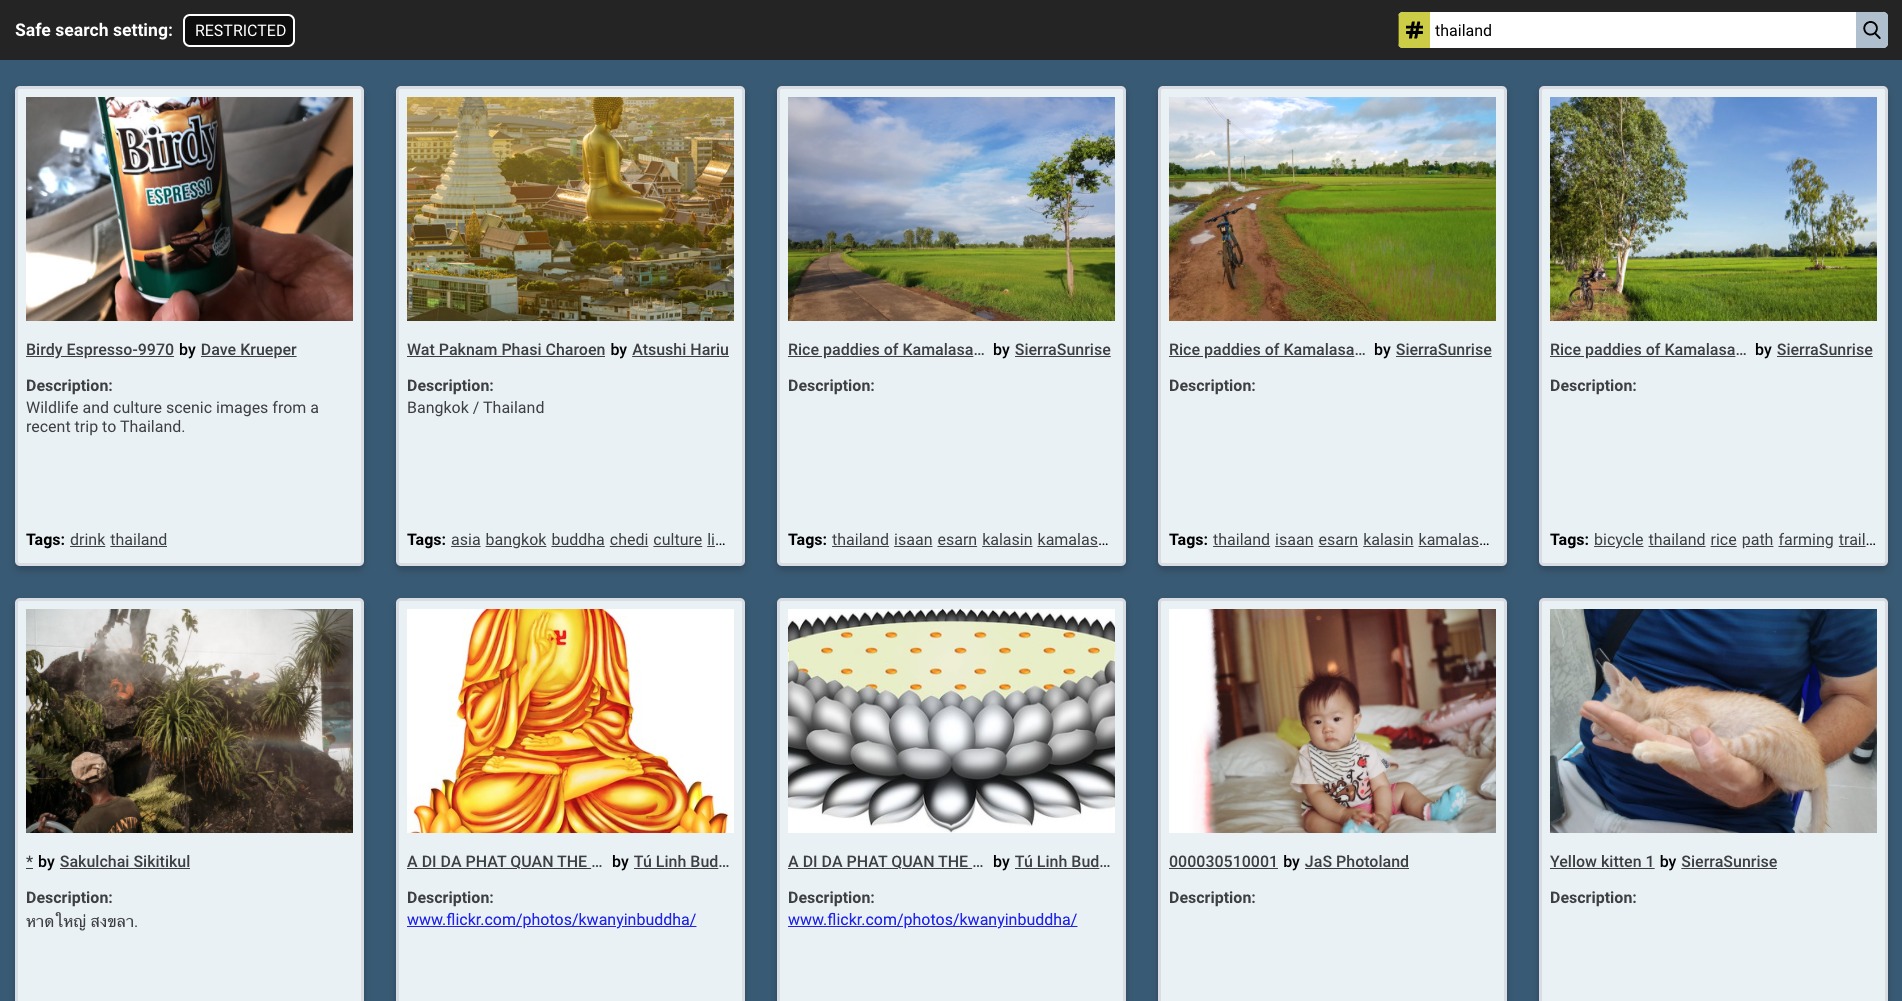 Safe search setting: RESTRICTED
# thailand
Birdy
ESPRESSO
Birdy Espresso-9970 by Dave Krueper
Description:
Wildlife and culture scenic images from a
recent trip to Thailand.
Tags: drink thailand
Wat Paknam Phasi Charoen by Atsushi Hariu
Description:
Bangkok / Thailand
Tags: asia bangkok buddha chedi culture li...
Rice paddies of Kamalasa... by SierraSunrise
Description:
Tags: thailand isaan esarn kalasin kamalas...
Rice paddies of Kamalasa... by SierraSunrise
Description:
Tags: thailand isaan esarn kalasin kamalas...
Rice paddies of Kamalasa... by SierraSunrise
Description:
Tags: bicycle thailand rice path farming trail...
* by Sakulchai Sikitikul
Description:
หาดใหญ่ สงขลา.
A DI DA PHAT QUAN THE ... by Tú Linh Bud...
Description:
www.flickr.com/photos/kwanyinbuddha/
A DI DA PHAT QUAN THE ... by Tú Linh Bud...
Description:
www.flickr.com/photos/kwanyinbuddha/
000030510001 by JaS Photoland
Description:
Yellow kitten 1 by SierraSunrise
Description: